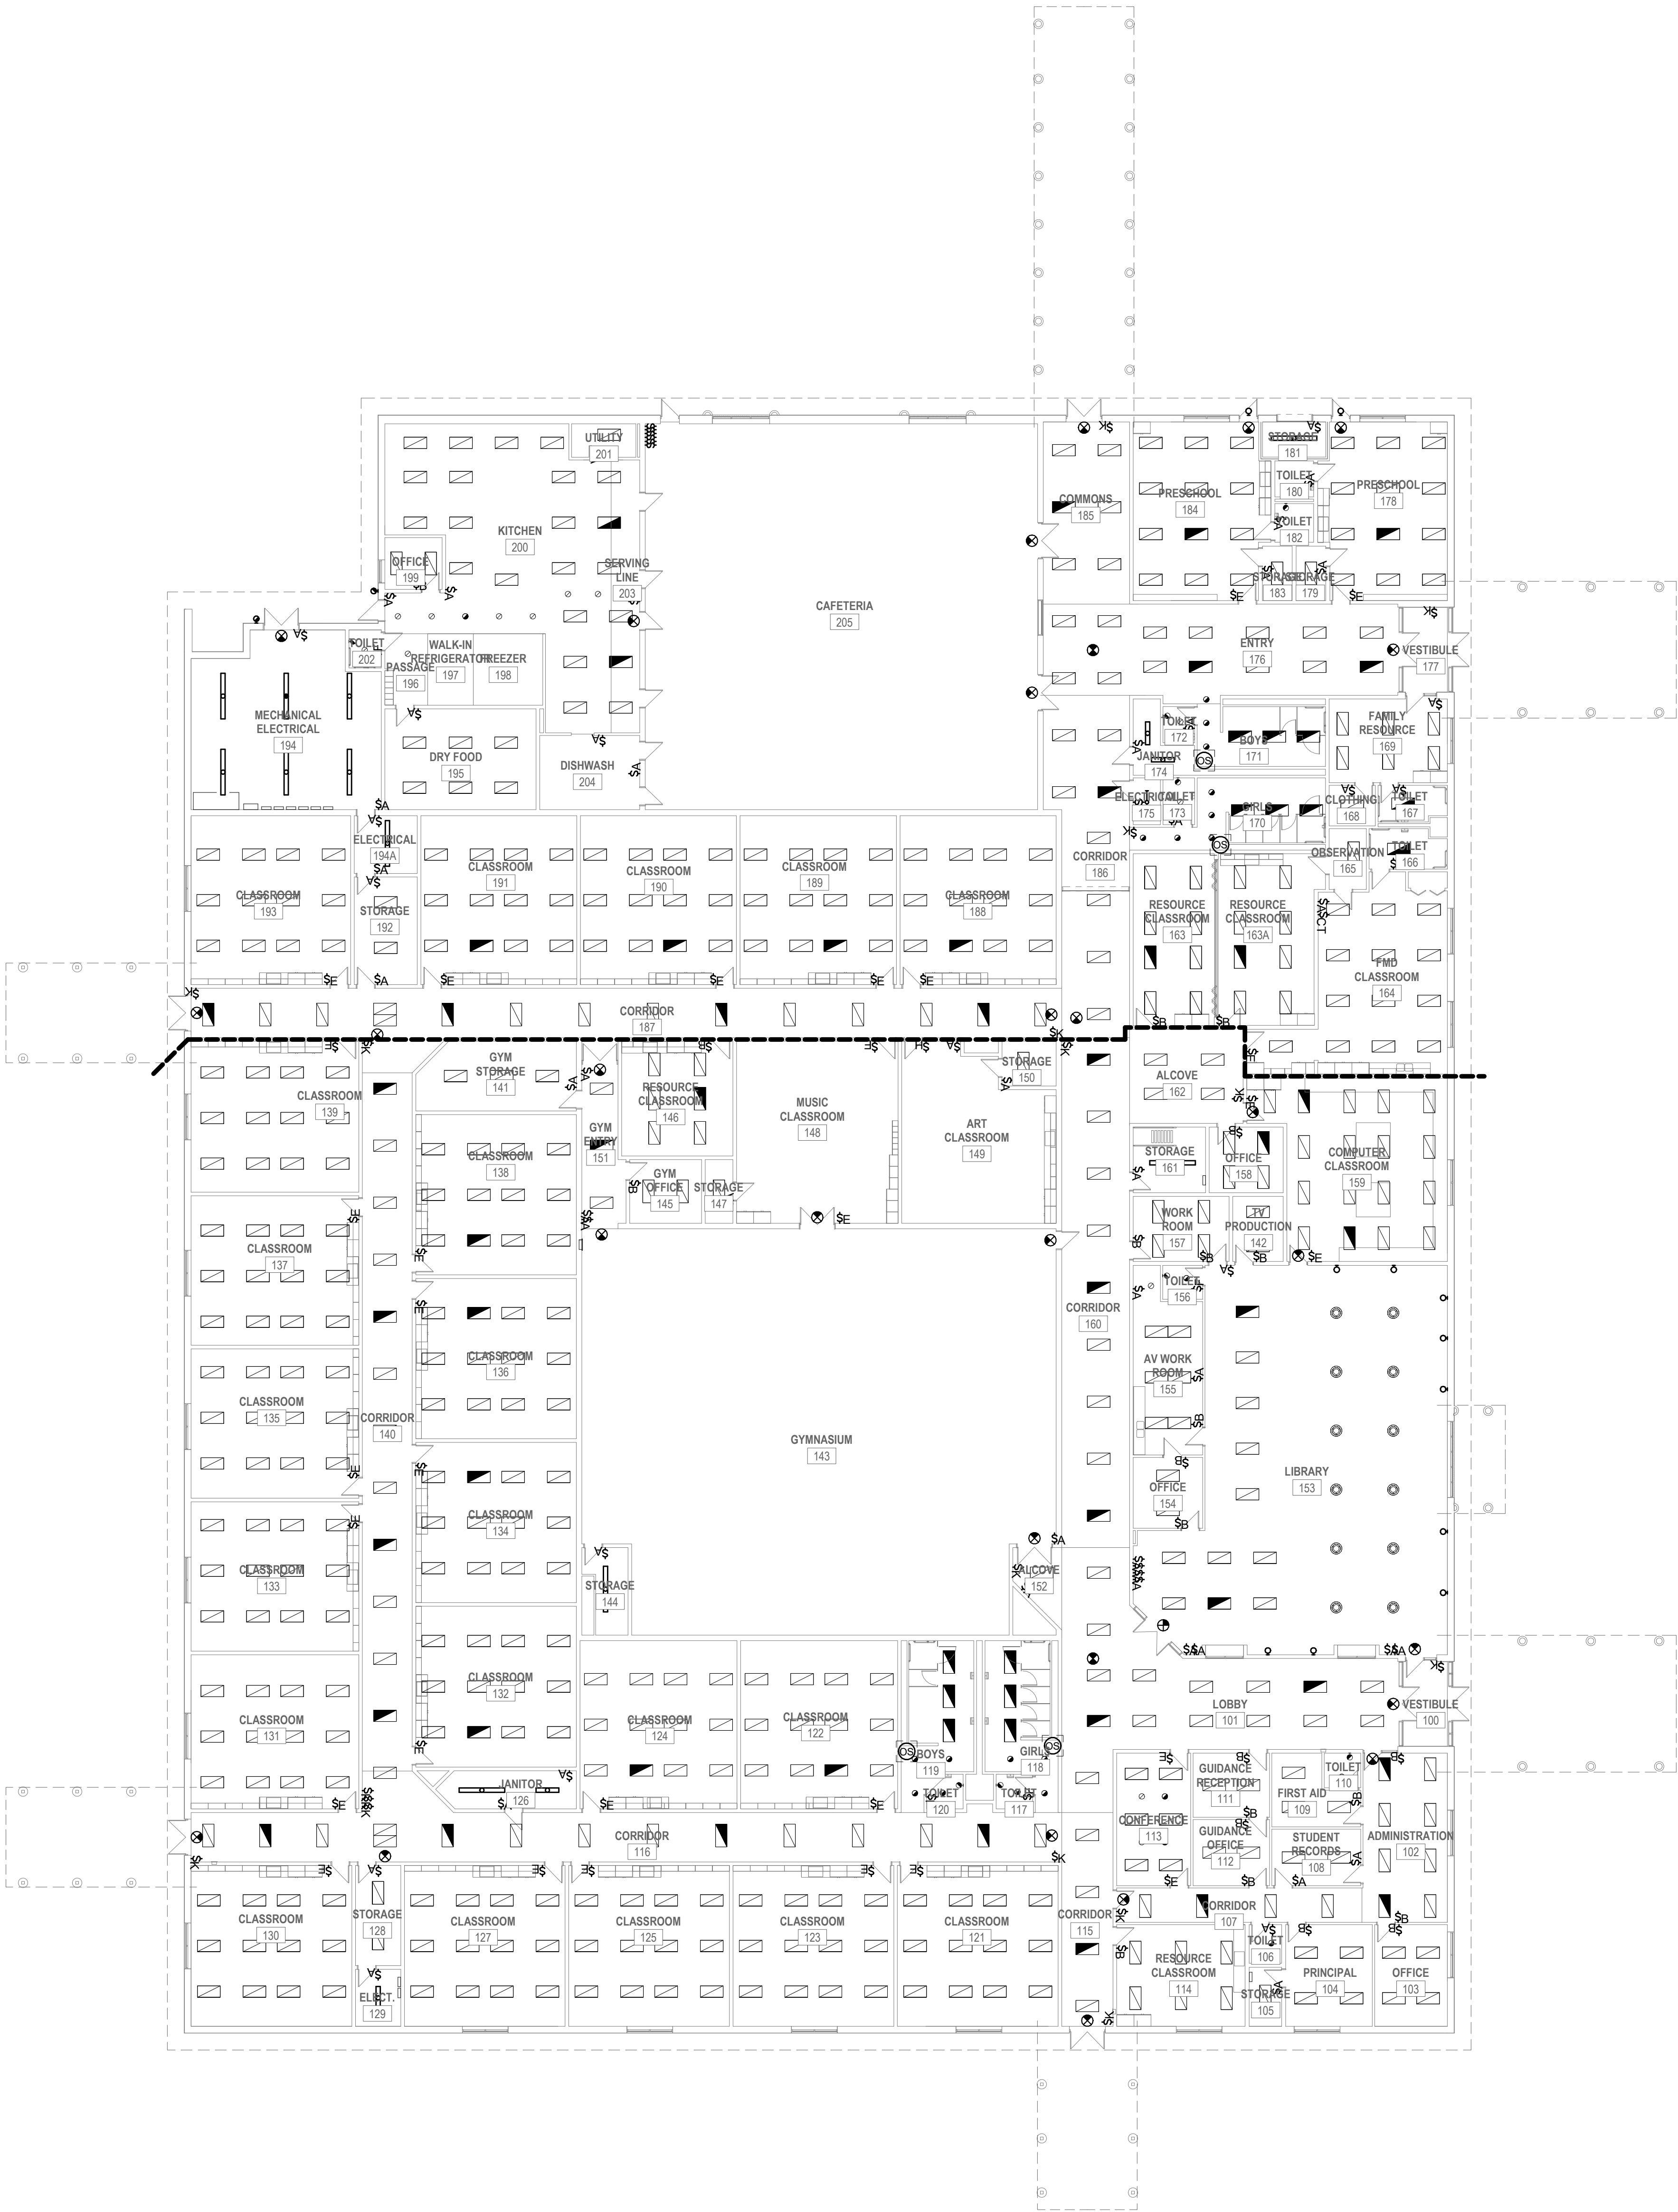 UTILITY
201
COMMONS
185
PRESCHOOL
184
STORAGE
181
TOILET
180
TOILET
182
PRESCHOOL
178
STORAGE
183
STORAGE
179
KITCHEN
200
OFFICE
199
SERVING
LINE
203
CAFETERIA
205
ENTRY
176
VESTIBULE
177
TOILET
202
PASSAGE
196
WALK-IN
REFRIGERATOR
197
FREEZER
198
MECHANICAL
ELECTRICAL
194
DRY FOOD
195
DISHWASH
204
TOILET
172
JANITOR
174
BOYS
171
OS
FAMILY
RESOURCE
169
ELECTRICAL
175
TOILET
173
GIRLS
170
OS
CLOTHING
168
TOILET
167
OBSERVATION
165
TOILET
166
ELECTRICAL
194A
CORRIDOR
186
CLASSROOM
193
STORAGE
192
CLASSROOM
191
CLASSROOM
190
CLASSROOM
189
CLASSROOM
188
RESOURCE
CLASSROOM
163
RESOURCE
CLASSROOM
163A
$ASCT
FMD
CLASSROOM
164
CORRIDOR
187
$A
$E
$E
$E
$E
$E
$K
$B
$B
CLASSROOM
139
GYM
STORAGE
141
RESOURCE
CLASSROOM
146
MUSIC
CLASSROOM
148
STORAGE
150
ART
CLASSROOM
149
ALCOVE
162
GYM
ENTRY
151
CLASSROOM
138
GYM
OFFICE
145
STORAGE
147
STORAGE
161
OFFICE
158
COMPUTER
CLASSROOM
159
CLASSROOM
137
$E
WORK
ROOM
157
TV
PRODUCTION
142
$B
$B
$E
TOILET
156
CORRIDOR
160
CLASSROOM
136
AV WORK
ROOM
155
CLASSROOM
135
CORRIDOR
140
GYMNASIUM
143
LIBRARY
153
OFFICE
154
$B
CLASSROOM
134
CLASSROOM
133
STORAGE
144
$A
ALCOVE
152
CLASSROOM
132
CLASSROOM
131
CLASSROOM
124
CLASSROOM
122
LOBBY
101
VESTIBULE
100
OS
BOYS
119
GIRLS
118
OS
TOILET
120
TOILET
117
JANITOR
126
GUIDANCE
RECEPTION
111
CONFERENCE
113
GUIDANCE
OFFICE
112
FIRST AID
109
TOILET
110
STUDENT
RECORDS
108
ADMINISTRATION
102
CORRIDOR
116
$E
$E
$E
$K
$E
$B
$A
$B
CORRIDOR
107
CORRIDOR
115
CLASSROOM
130
STORAGE
128
CLASSROOM
127
CLASSROOM
125
CLASSROOM
123
CLASSROOM
121
RESOURCE
CLASSROOM
114
TOILET
106
STORAGE
105
PRINCIPAL
104
OFFICE
103
ELECT.
129